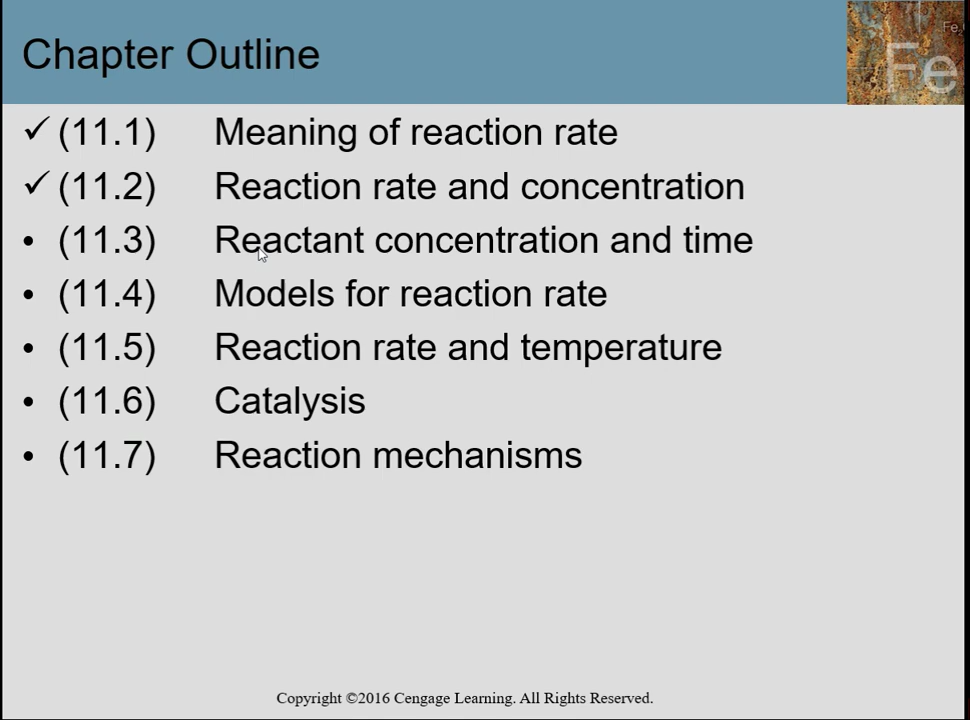 Chapter Outline
Fe
✓ (11.1) Meaning of reaction rate
✓ (11.2) Reaction rate and concentration
• (11.3) Reactant concentration and time
• (11.4) Models for reaction rate
• (11.5) Reaction rate and temperature
• (11.6) Catalysis
• (11.7) Reaction mechanisms
Copyright ©2016 Cengage Learning. All Rights Reserved.